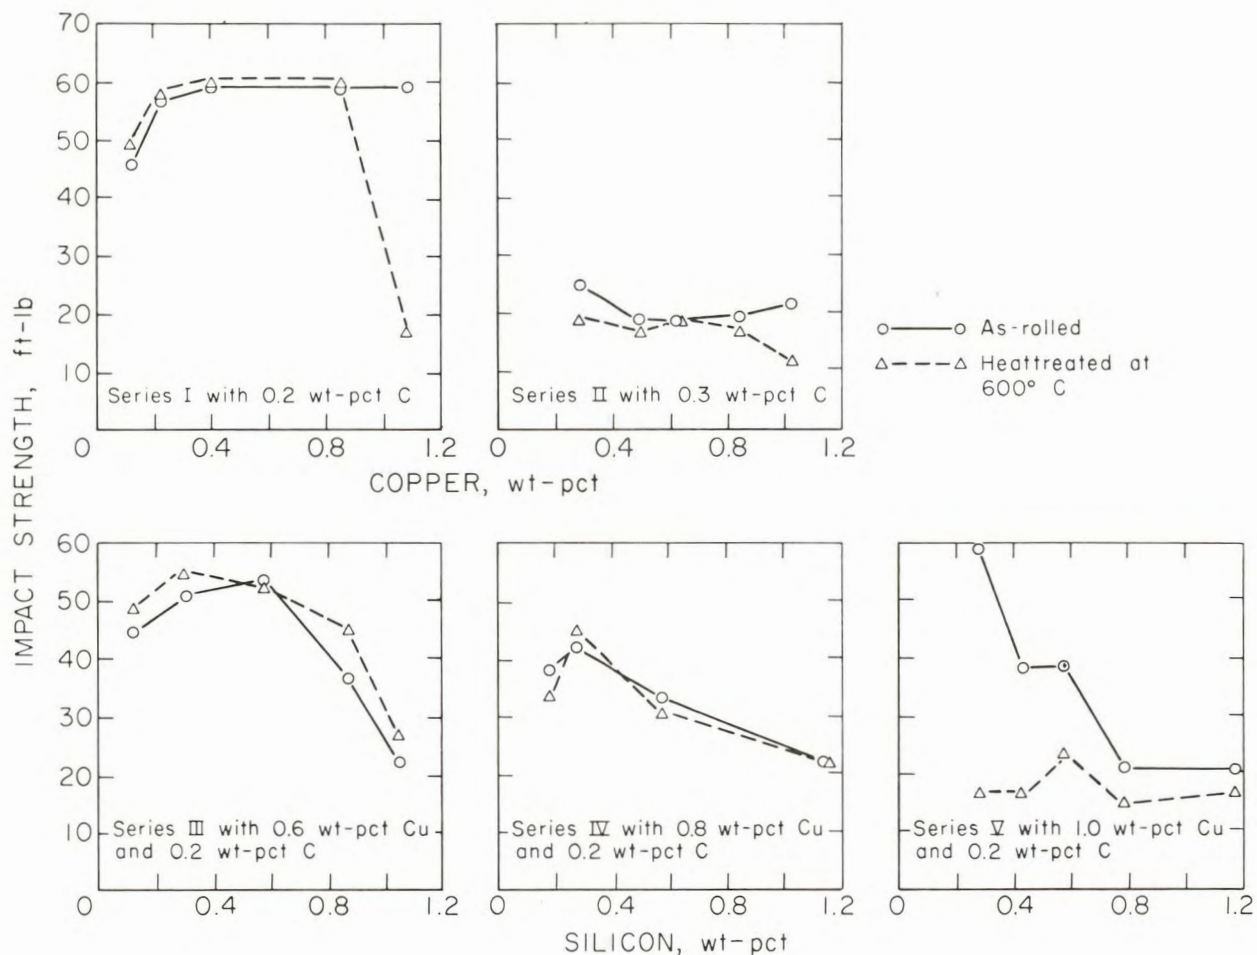 70
60
50
40
30
20
10
0 0.4 0.8 1.2
Series I with 0.2 wt-pct C
0 0.4 0.8 1.2
Series II with 0.3 wt-pct C
COPPER, wt-pct
As-rolled
Heattreated at
600° C
IMPACT STRENGTH, ft-lb
60
50
40
30
20
10
0 0.4 0.8 1.2
Series III with 0.6 wt-pct Cu
and 0.2 wt-pct C
0 0.4 0.8 1.2
Series IV with 0.8 wt-pct Cu
and 0.2 wt-pct C
0 0.4 0.8 1.2
Series V with 1.0 wt-pct Cu
and 0.2 wt-pct C
SILICON, wt-pct